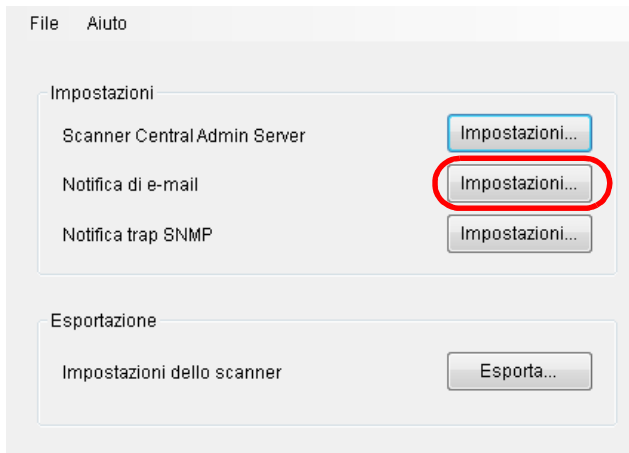 File Aiuto
Impostazioni
Scanner Central Admin Server Impostazioni...
Notifica di e-mail Impostazioni...
Notifica trap SNMP Impostazioni...
Esportazione
Impostazioni dello scanner Esporta...